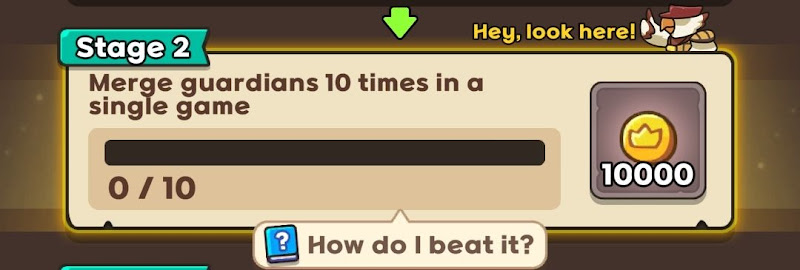 Hey, look here!
Stage 2
Merge guardians 10 times in a
single game
10000
0 / 10
? How do I beat it?